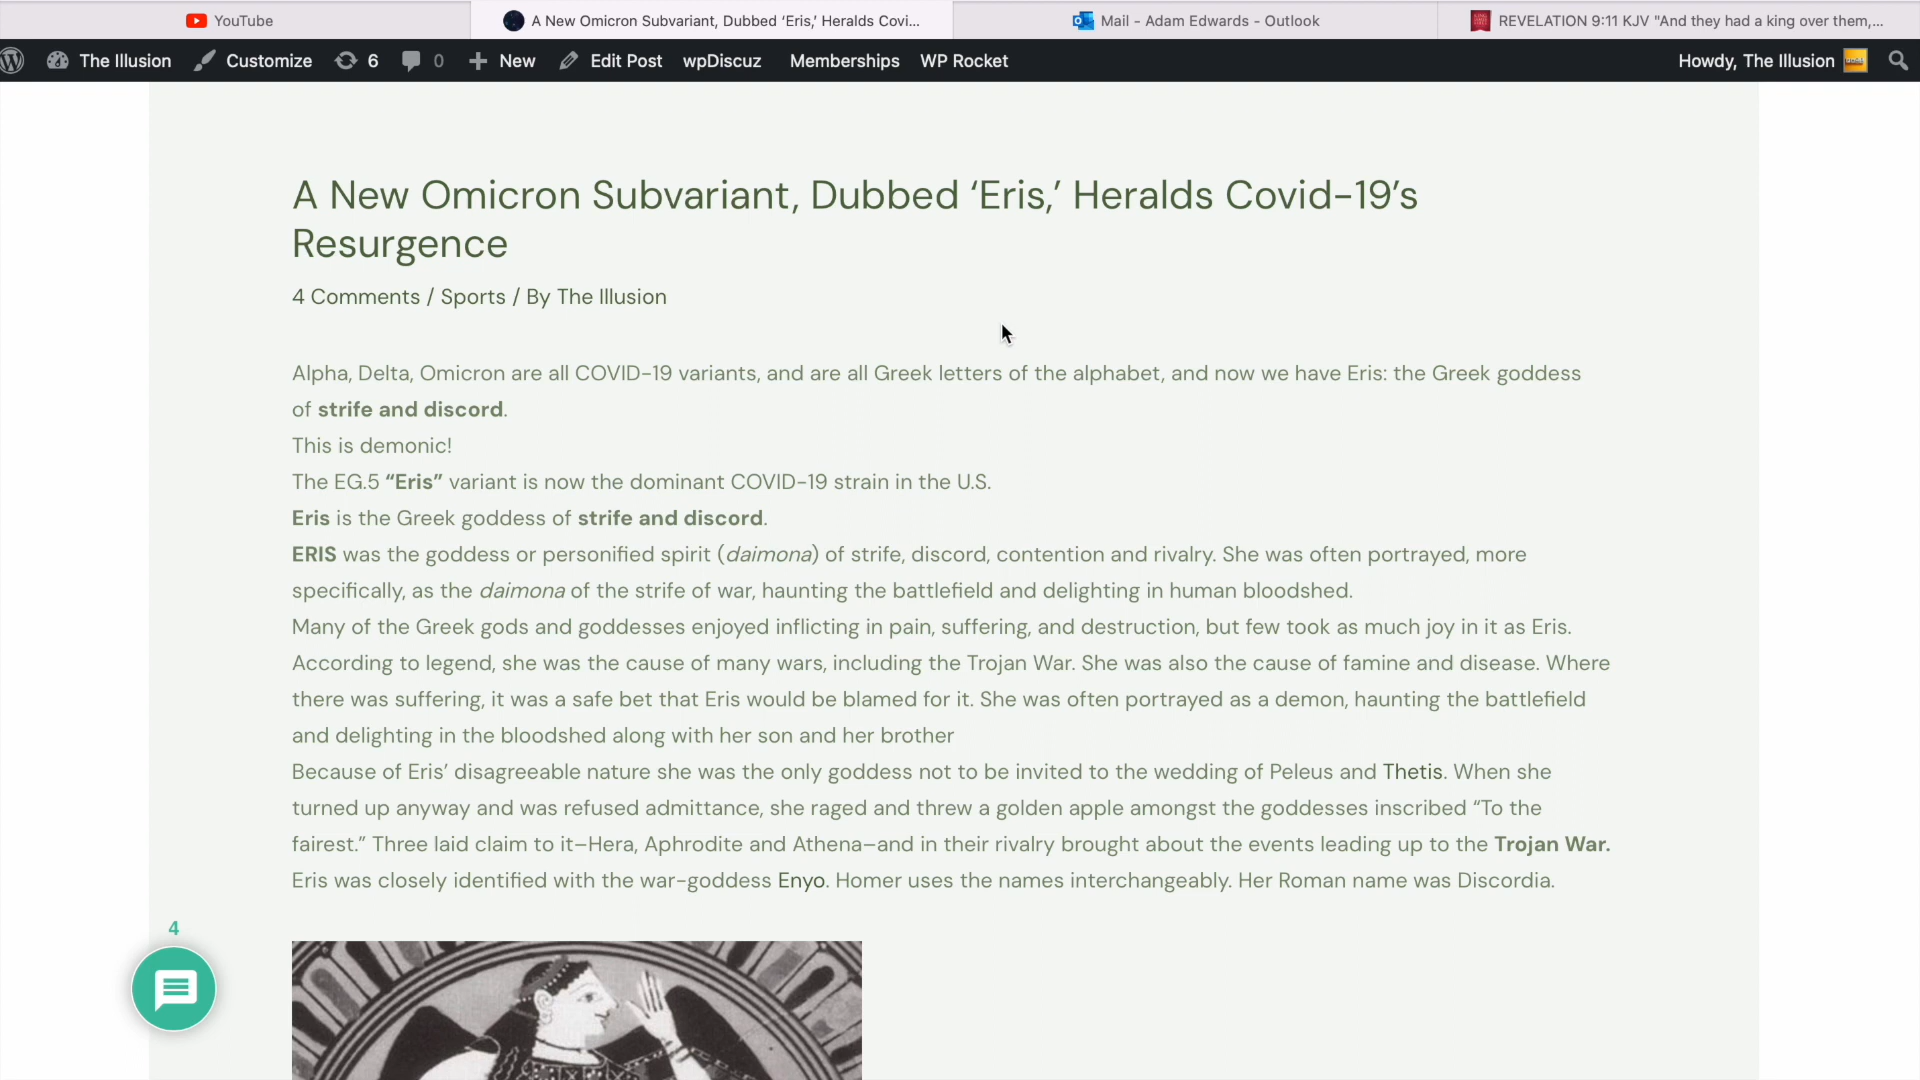 YouTube
A New Omicron Subvariant, Dubbed ‘Eris,’ Heralds Covi...
Mail - Adam Edwards - Outlook
REVELATION 9:11 KJV "And they had a king over them,...
The Illusion
Customize
6
0
New
Edit Post
wpDiscuz
Memberships
WP Rocket
Howdy, The Illusion
A New Omicron Subvariant, Dubbed ‘Eris,’ Heralds Covid-19’s
Resurgence
4 Comments / Sports / By The Illusion
Alpha, Delta, Omicron are all COVID-19 variants, and are all Greek letters of the alphabet, and now we have Eris: the Greek goddess
of strife and discord.
This is demonic!
The EG.5 “Eris” variant is now the dominant COVID-19 strain in the U.S.
Eris is the Greek goddess of strife and discord.
ERIS was the goddess or personified spirit (daimona) of strife, discord, contention and rivalry. She was often portrayed, more
specifically, as the daimona of the strife of war, haunting the battlefield and delighting in human bloodshed.
Many of the Greek gods and goddesses enjoyed inflicting in pain, suffering, and destruction, but few took as much joy in it as Eris.
According to legend, she was the cause of many wars, including the Trojan War. She was also the cause of famine and disease. Where
there was suffering, it was a safe bet that Eris would be blamed for it. She was often portrayed as a demon, haunting the battlefield
and delighting in the bloodshed along with her son and her brother
Because of Eris’ disagreeable nature she was the only goddess not to be invited to the wedding of Peleus and Thetis. When she
turned up anyway and was refused admittance, she raged and threw a golden apple amongst the goddesses inscribed “To the
fairest.” Three laid claim to it–Hera, Aphrodite and Athena–and in their rivalry brought about the events leading up to the Trojan War.
Eris was closely identified with the war-goddess Enyo. Homer uses the names interchangeably. Her Roman name was Discordia.
4